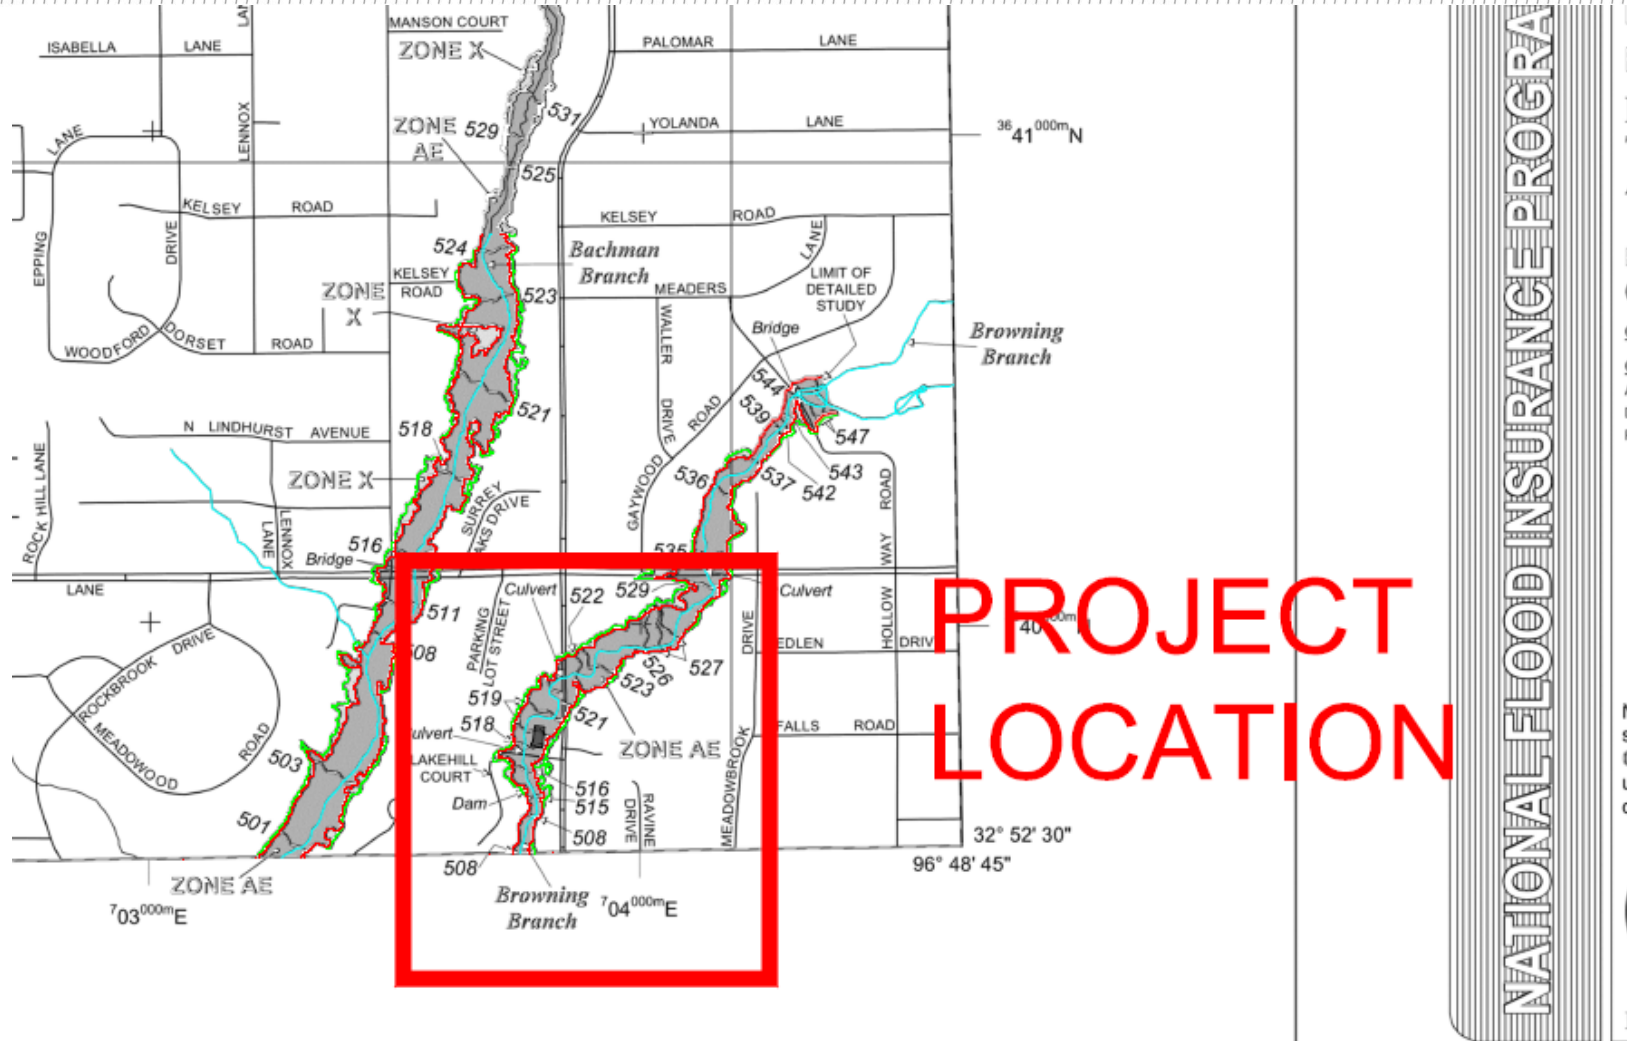 MANSON COURT
ISABELLA LANE
ZONE X
PALOMAR LANE
LENNOX
531
ZONE
AE
529
YOLANDA LANE
36 41 000m N
LANE
525
KELSEY ROAD
KELSEY ROAD
EPPING
DRIVE
LANE
524
Bachman
Branch
KELSEY
ROAD
LIMIT OF
DETAILED
STUDY
ZONE
X
523
MEADERS
WALLER
DRIVE
Bridge
Browning
Branch
WOODFORD
DORSET ROAD
544
539
521
518
N LINDHURST AVENUE
ROAD
547
543
542
537
536
ZONE X
GAYWOOD
ROCK HILL LANE
SURREY
OAKS DRIVE
LENNOX
LANE
HOLLOW WAY ROAD
516
Bridge
535
LANE
Culvert
522
529
Culvert
511
508
PARKING
LOT STREET
DRIVE
EDLEN DRIV
40 000m
PROJECT
LOCATION
ROCKBROOK DRIVE
527
526
523
519
521
518
ulvert
ZONE AE
FALLS ROAD
MEADOWBROOK
MEADOWOOD
ROAD
503
LAKEHILL
COURT
516
515
Dam
RAVINE
DRIVE
501
508
508
32° 52' 30"
96° 48' 45"
ZONE AE
Browning
Branch
7 03 000m E
7 04 000m E
NATIONAL FLOOD INSURANCE PROGRA